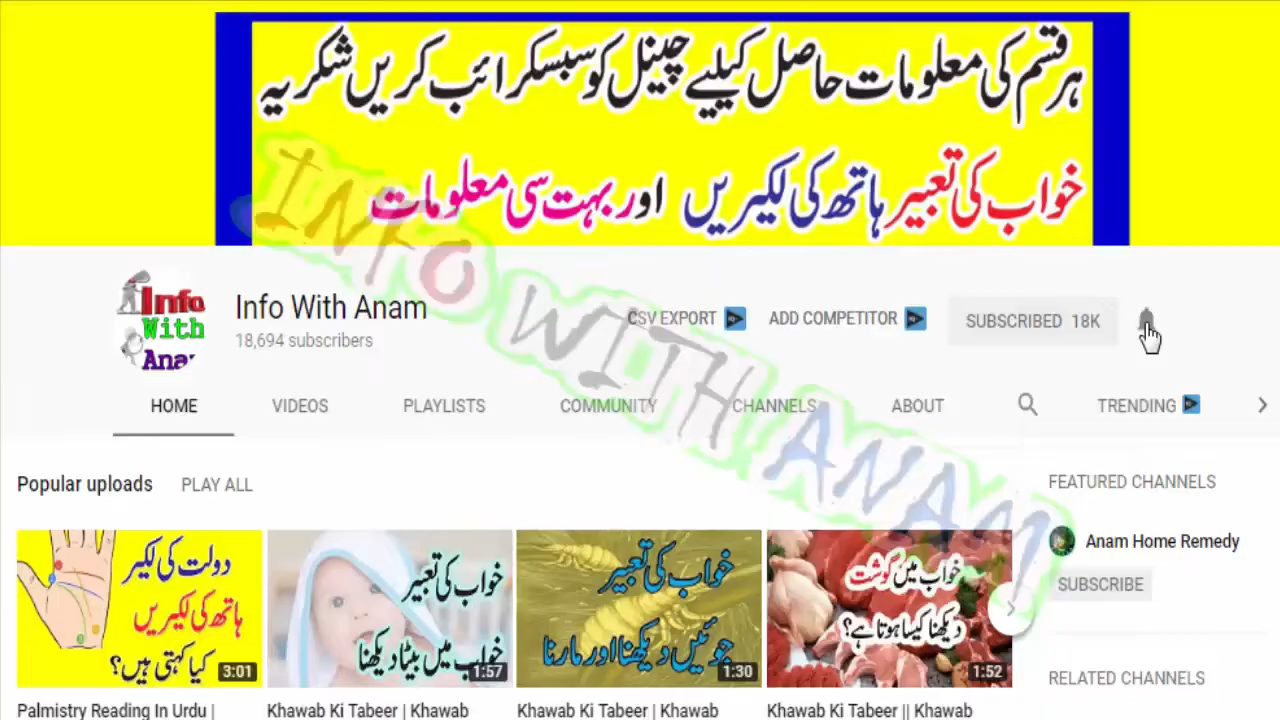 ہر قسم کی معلومات حاصل کیلیے چینل کو سبسکرائب کریں شکریہ
خواب کی تعبیر ہاتھ کی لکیریں اور بہت سی معلومات
INFO WITH ANAM
Info
With
Ana
Info With Anam
18,694 subscribers
CSV EXPORT
ADD COMPETITOR
SUBSCRIBED 18K
HOME VIDEOS PLAYLISTS COMMUNITY CHANNELS ABOUT TRENDING
Popular uploads PLAY ALL
FEATURED CHANNELS
Anam Home Remedy
SUBSCRIBE
RELATED CHANNELS
دولت کی لکیر
ہاتھ کی لکیریں
کیا کہتی ہیں؟
3:01
خواب کی تعبیر
خواب میں بیٹا دیکھنا
1:57
خواب کی تعبیر
جوئیں دیکھنا اور مارنا
1:30
خواب میں گوشت
دیکھنا کیسا ہوتا ہے؟
1:52
Palmistry Reading In Urdu |
Khawab Ki Tabeer | Khawab
Khawab Ki Tabeer | Khawab
Khawab Ki Tabeer || Khawab